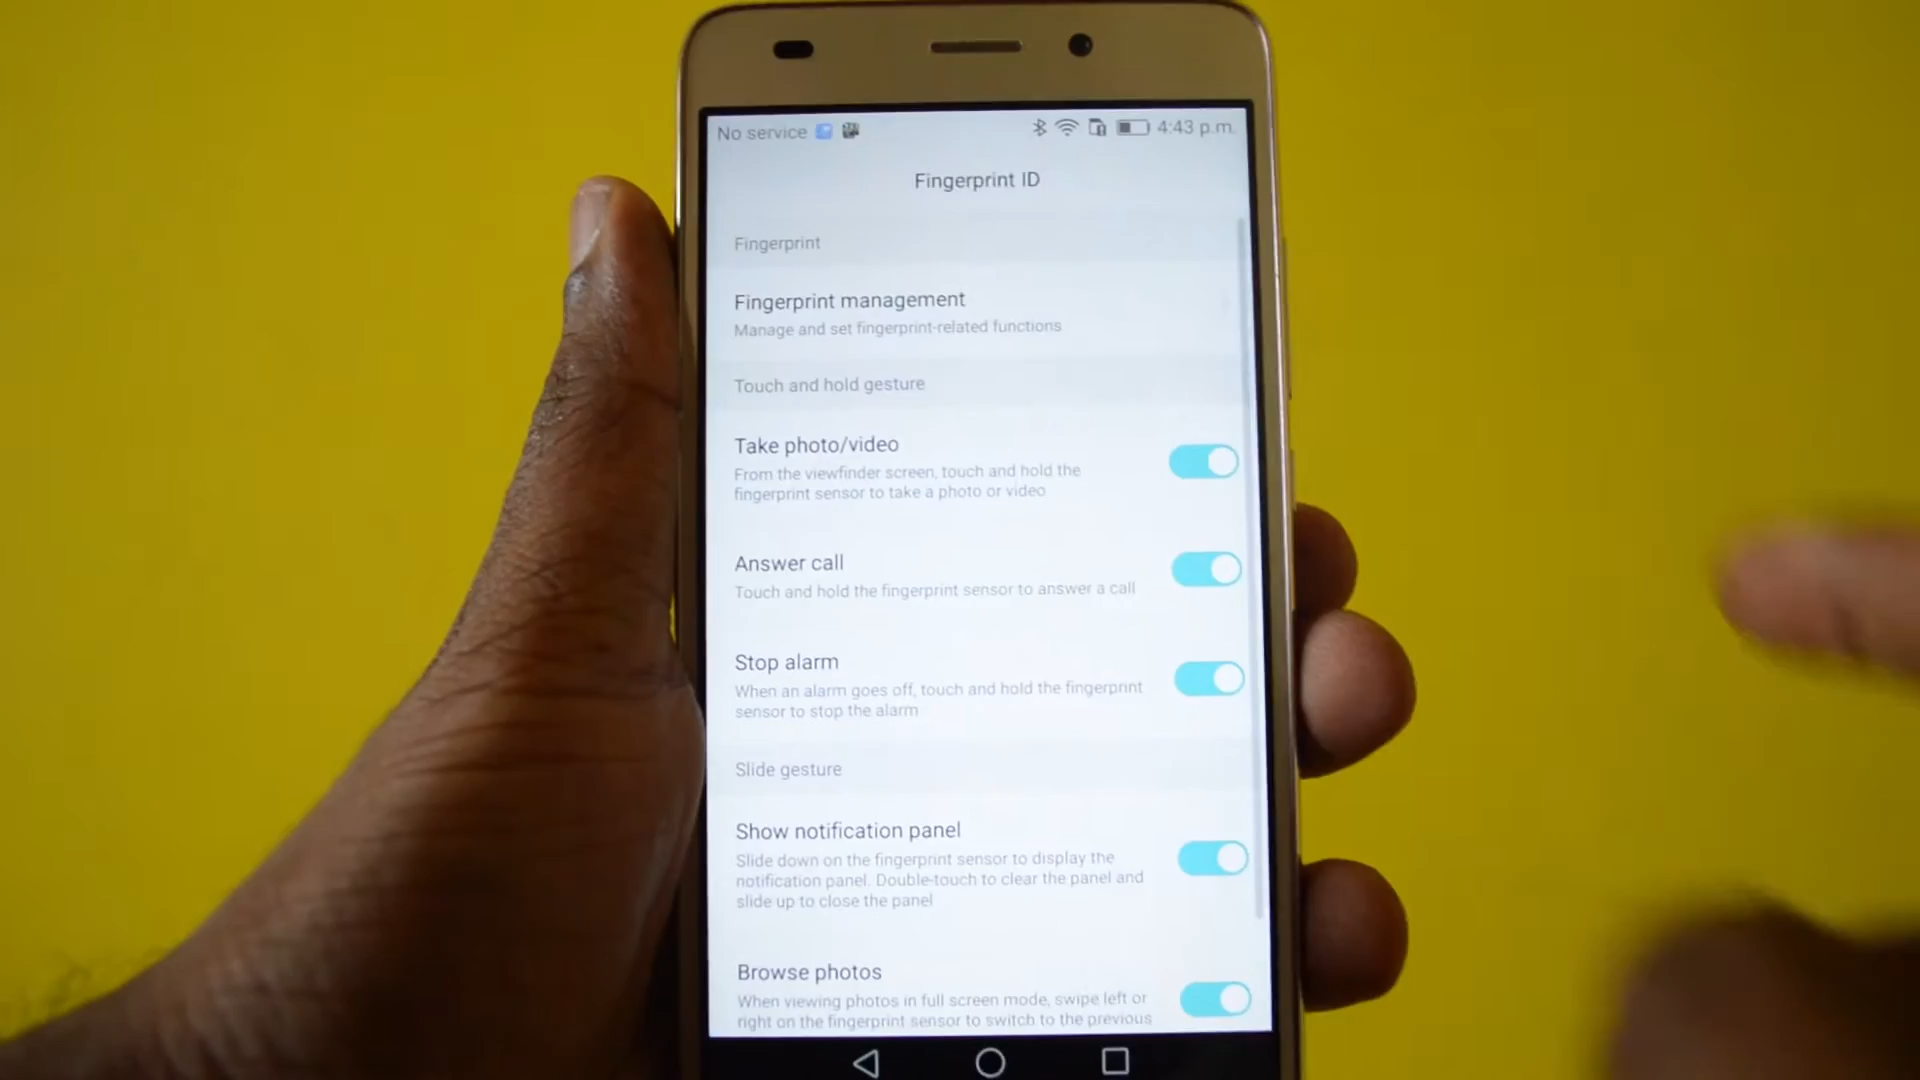 No service 4:43 p.m.
Fingerprint ID
Fingerprint
Fingerprint management
Manage and set fingerprint-related functions
Touch and hold gesture
Take photo/video
From the viewfinder screen, touch and hold the
fingerprint sensor to take a photo or video
Answer call
Touch and hold the fingerprint sensor to answer a call
Stop alarm
When an alarm goes off, touch and hold the fingerprint
sensor to stop the alarm
Slide gesture
Show notification panel
Slide down on the fingerprint sensor to display the
notification panel. Double-touch to clear the panel and
slide up to close the panel
Browse photos
When viewing photos in full screen mode, swipe left or
right on the fingerprint sensor to switch to the previous